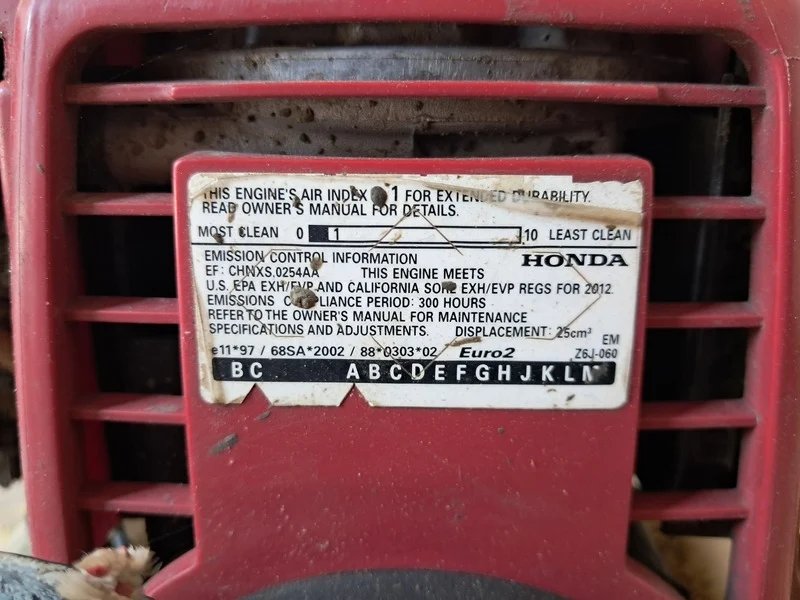 THIS ENGINE'S AIR INDEX 1 FOR EXTENDED DURABILITY.
READ OWNER'S MANUAL FOR DETAILS.
MOST CLEAN 0 1 10 LEAST CLEAN
EMISSION CONTROL INFORMATION HONDA
EF: CHNXS.0254AA THIS ENGINE MEETS
U.S. EPA EXH/EVP AND CALIFORNIA SORE EXH/EVP REGS FOR 2012.
EMISSIONS COMPLIANCE PERIOD: 300 HOURS
REFER TO THE OWNER'S MANUAL FOR MAINTENANCE
SPECIFICATIONS AND ADJUSTMENTS. DISPLACEMENT: 25cm³
EM
e11*97 / 68SA*2002 / 88*0303*02 Euro2 Z6J-060
BC ABCDEFGHJKLM